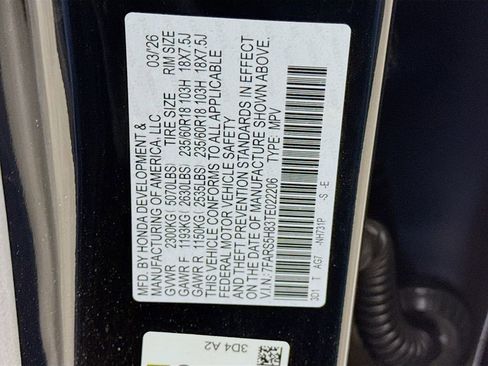 MFD. BY HONDA DEVELOPMENT & 03/26
MANUFACTURING OF AMERICA, LLC
GVWR 2300KG ( 5070LBS) TIRE SIZE RIM SIZE
GAWR F 1193KG ( 2630LBS) 235/60R18 103H 18X7.5J
GAWR R 1150KG ( 2535LBS) 235/60R18 103H 18X7.5J
THIS VEHICLE CONFORMS TO ALL APPLICABLE
FEDERAL MOTOR VEHICLE SAFETY
AND THEFT PREVENTION STANDARDS IN EFFECT
ON THE DATE OF MANUFACTURE SHOWN ABOVE.
V.I.N.: 7FARS5H83TE022206 TYPE: MPV
3D1 T AG7 -NH731P -S -E
3D4 A2